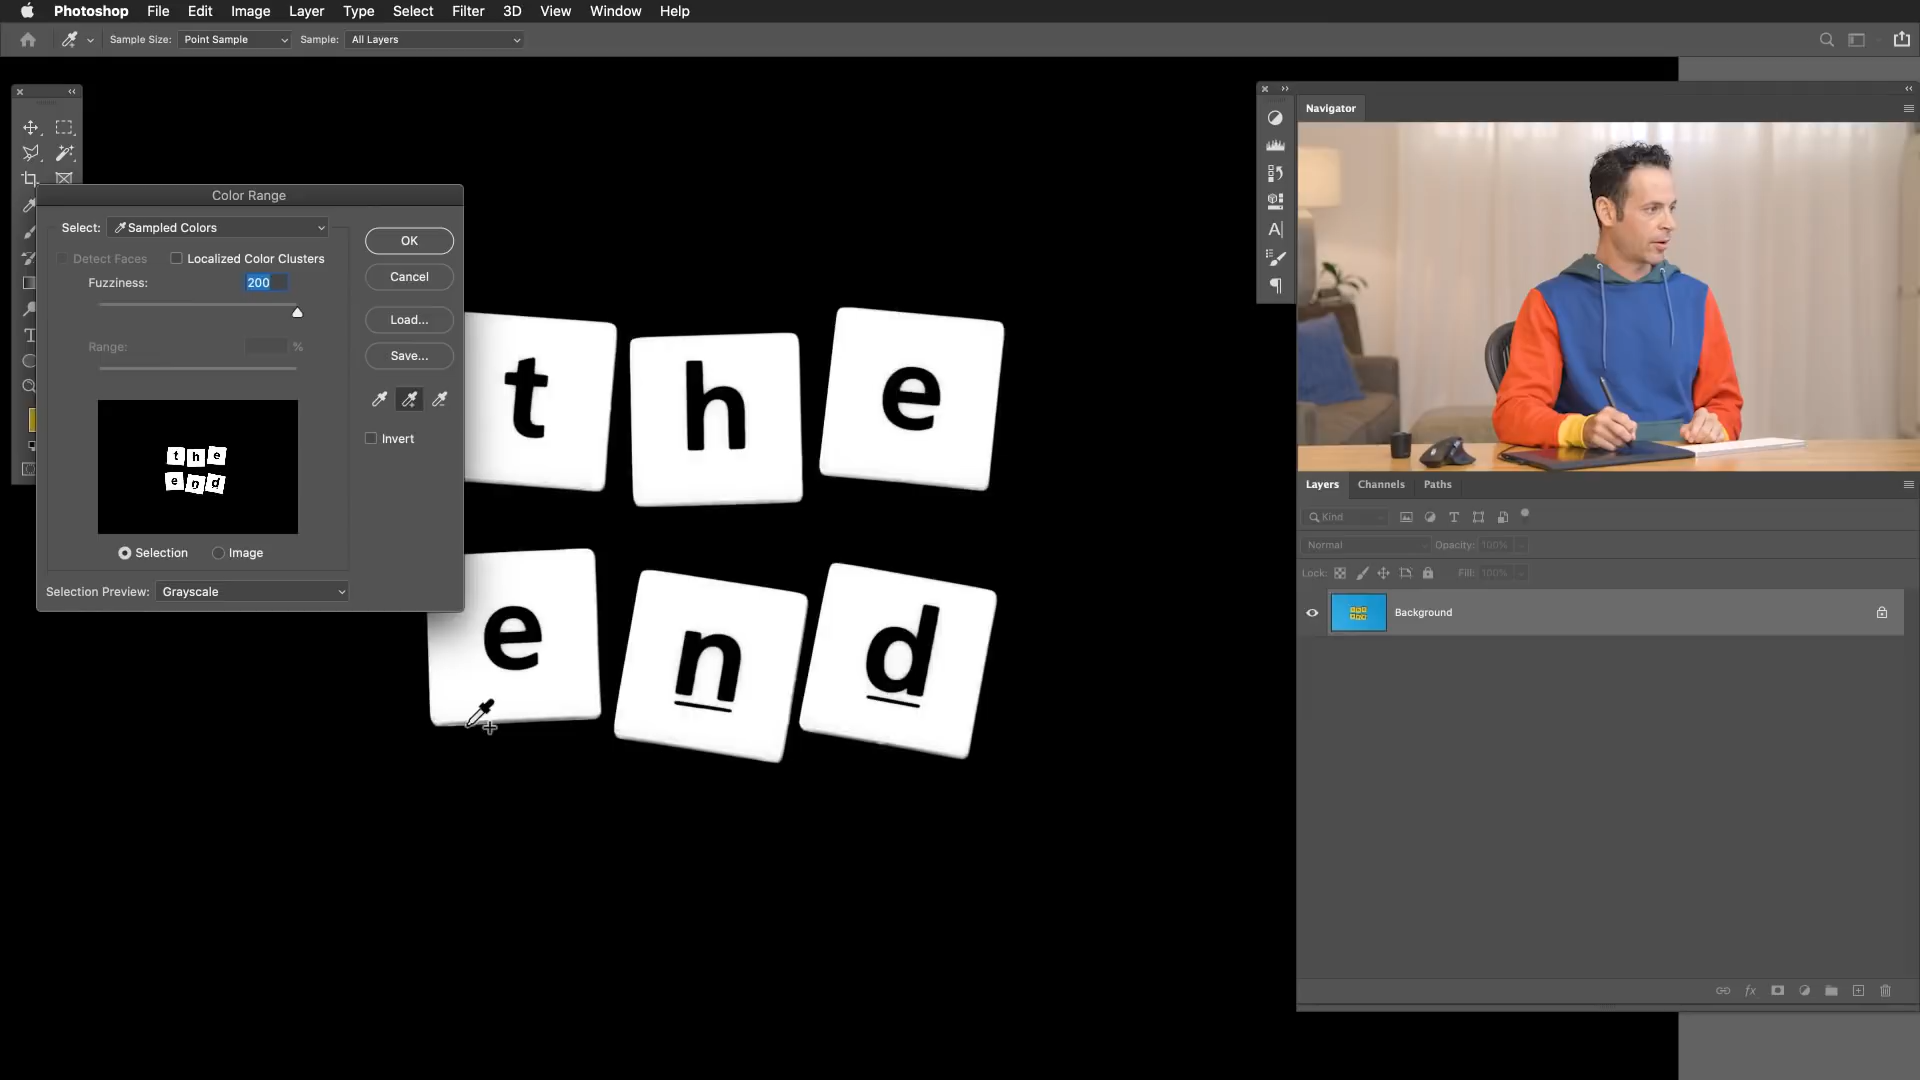 Photoshop File Edit Image Layer Type Select Filter 3D View Window Help
Sample Size: Point Sample Sample: All Layers
Navigator
Color Range
Select: Sampled Colors
OK
Detect Faces Localized Color Clusters
Fuzziness: 200
Cancel
Load...
Range: %
Save...
Invert
the
end
Selection Image
Selection Preview: Grayscale
t h e
e n d
Layers Channels Paths
Kind
Normal Opacity: 100%
Lock: Fill: 100%
Background